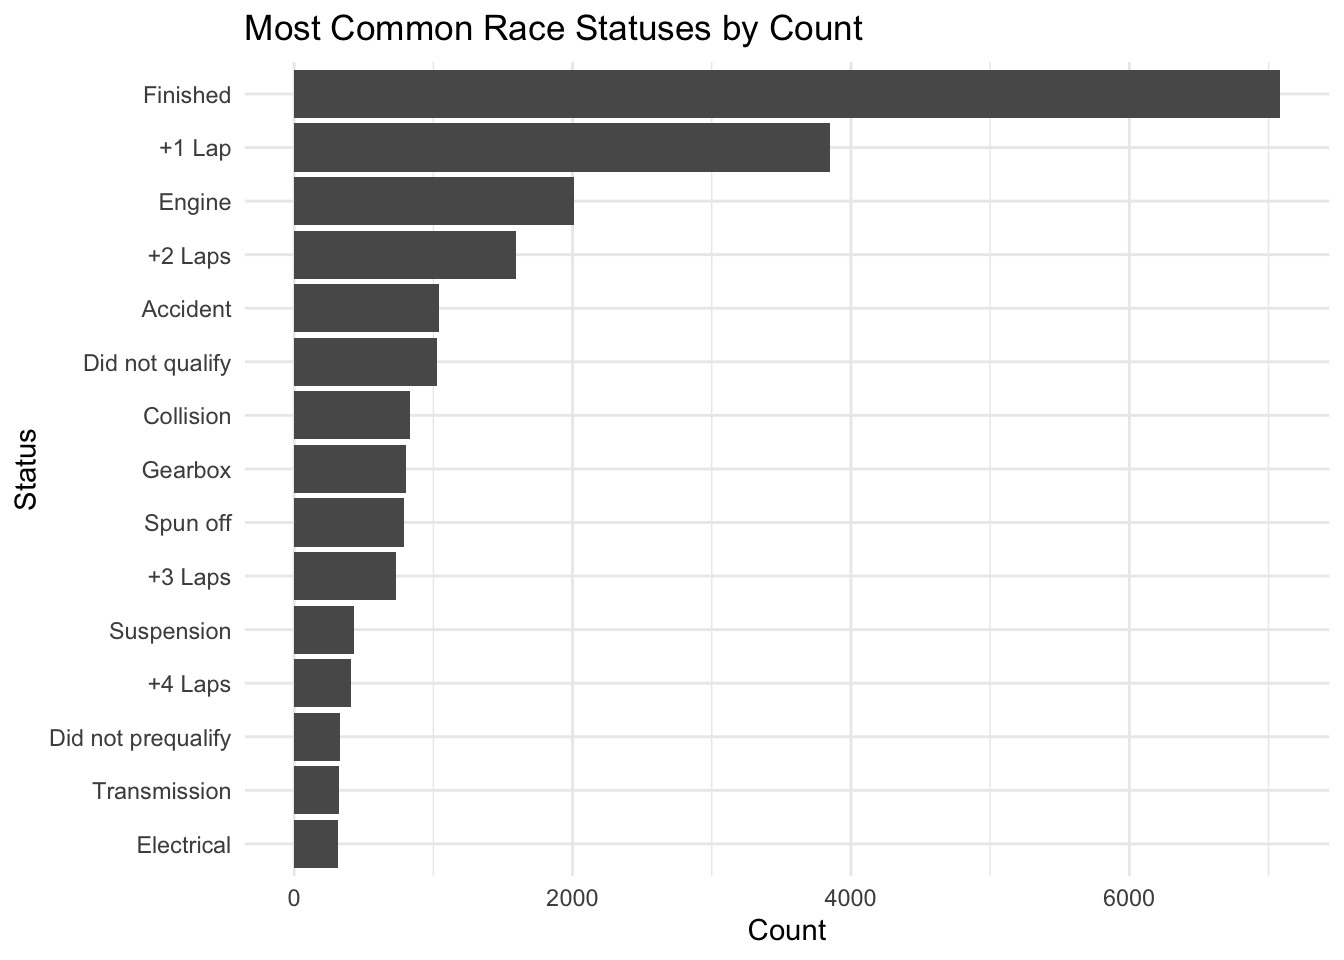 Most Common Race Statuses by Count
Status
Finished
+1 Lap
Engine
+2 Laps
Accident
Did not qualify
Collision
Gearbox
Spun off
+3 Laps
Suspension
+4 Laps
Did not prequalify
Transmission
Electrical
0 2000 4000 6000
Count